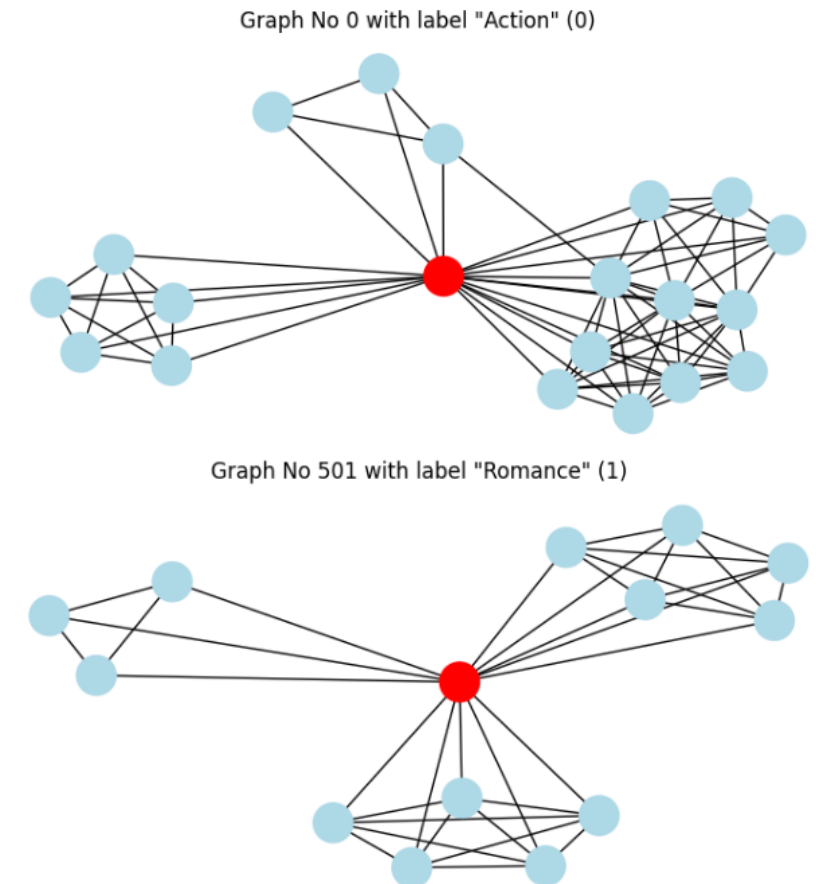 Graph No 0 with label "Action" (0)
Graph No 501 with label "Romance" (1)